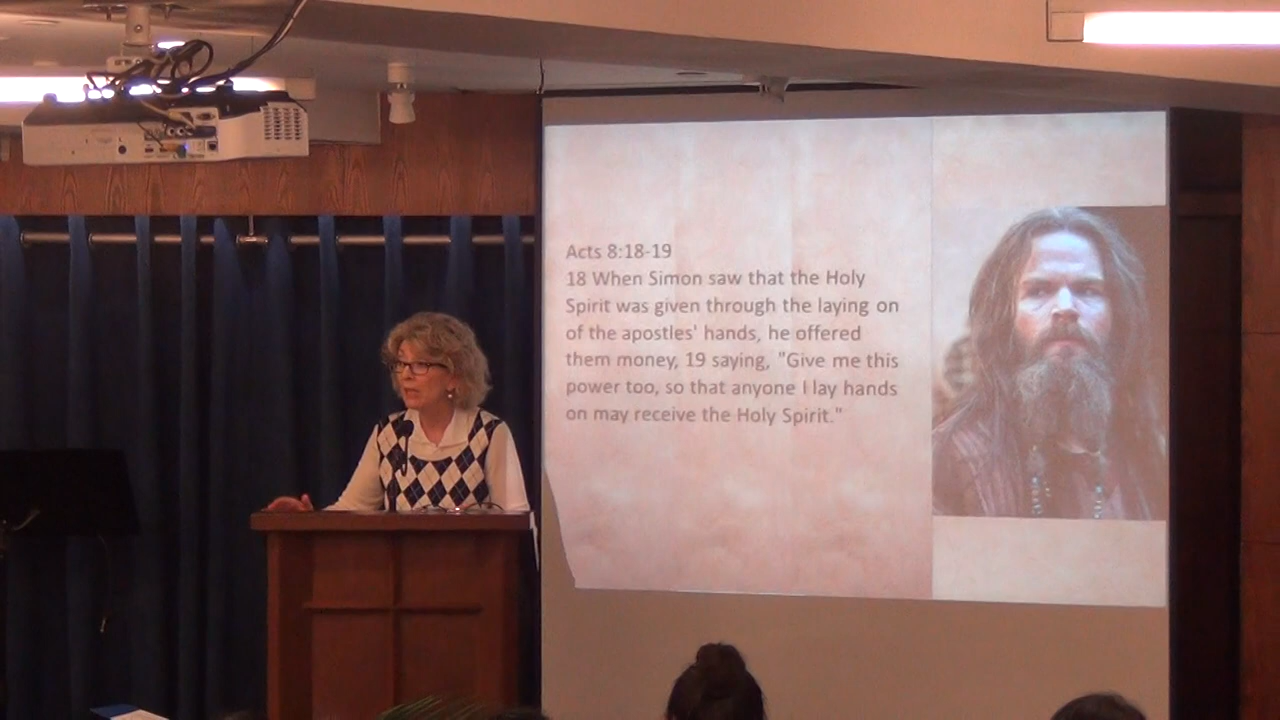 Acts 8:18-19
18 When Simon saw that the Holy
Spirit was given through the laying on
of the apostles' hands, he offered
them money, 19 saying, "Give me this
power too, so that anyone I lay hands
on may receive the Holy Spirit."